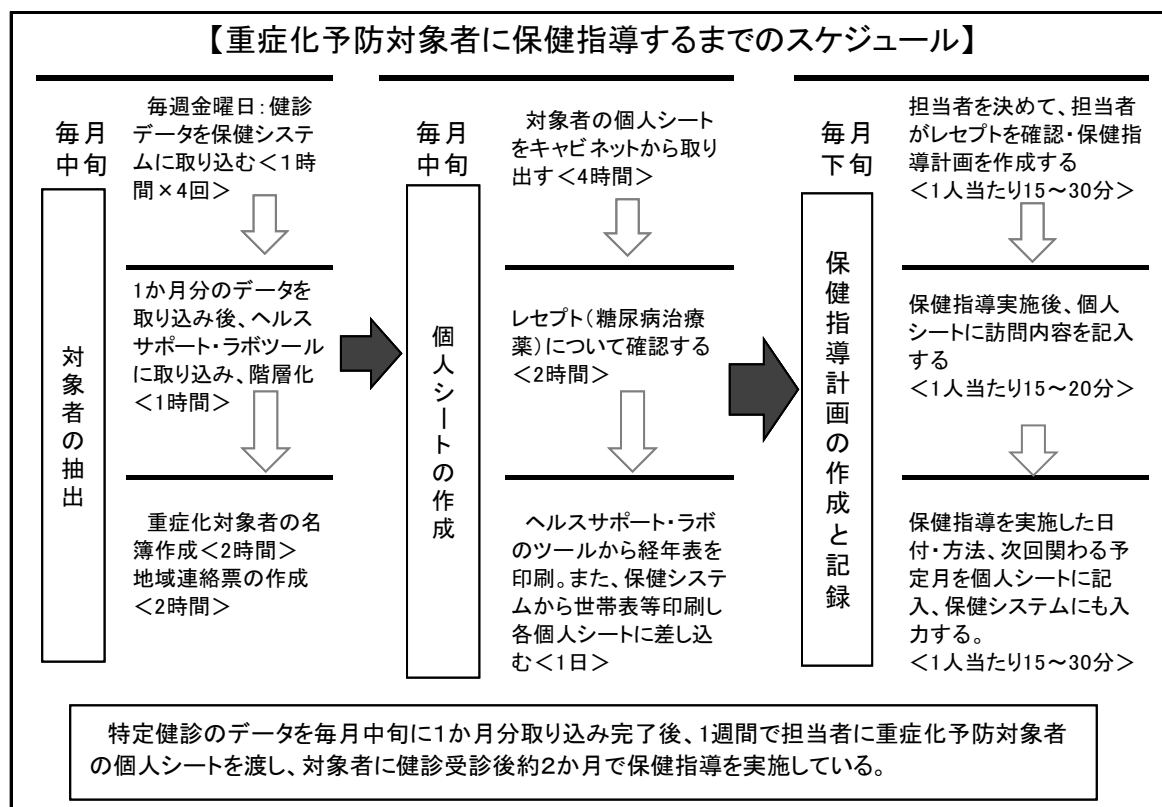 【重症化予防対象者に保健指導するまでのスケジュール】
毎月
中旬
対象者の抽出
毎週金曜日:健診
データを保健システ
ムに取り込む<1時
間×4回>
1か月分のデータを
取り込み後、ヘルス
サポート・ラボツール
に取り込み、階層化
<1時間>
重症化対象者の名
簿作成<2時間>
地域連絡票の作成
<2時間>
毎月
中旬
個人シートの作成
対象者の個人シート
をキャビネットから取り
出す<4時間>
レセプト(糖尿病治療
薬)について確認する
<2時間>
ヘルスサポート・ラボ
のツールから経年表を
印刷。また、保健システ
ムから世帯表等印刷し
各個人シートに差し込
む<1日>
毎月
下旬
保健指導計画の作成と記録
担当者を決めて、担当者
がレセプトを確認・保健指
導計画を作成する
<1人当たり15~30分>
保健指導実施後、個人
シートに訪問内容を記入
する
<1人当たり15~20分>
保健指導を実施した日
付・方法、次回関わる予
定月を個人シートに記
入、保健システムにも入
力する。
<1人当たり15~30分>
特定健診のデータを毎月中旬に1か月分取り込み完了後、1週間で担当者に重症化予防対象者
の個人シートを渡し、対象者に健診受診後約2か月で保健指導を実施している。